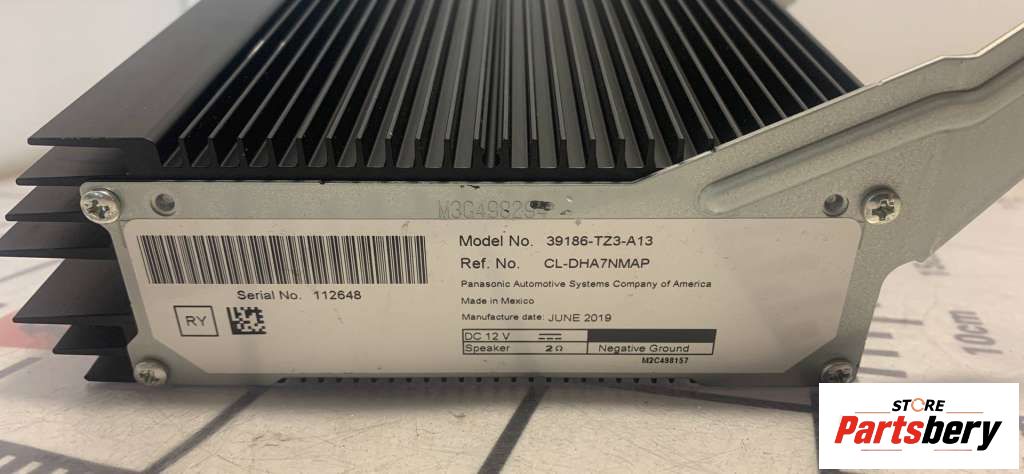 M3G498294
Model No. 39186-TZ3-A13
Ref. No. CL-DHA7NMAP
Panasonic Automotive Systems Company of America
Serial No. 112648
Made in Mexico
RY
Manufacture date: JUNE 2019
DC 12 V
Speaker 2Ω Negative Ground
M2C498157
10cm
STORE
Partsbery